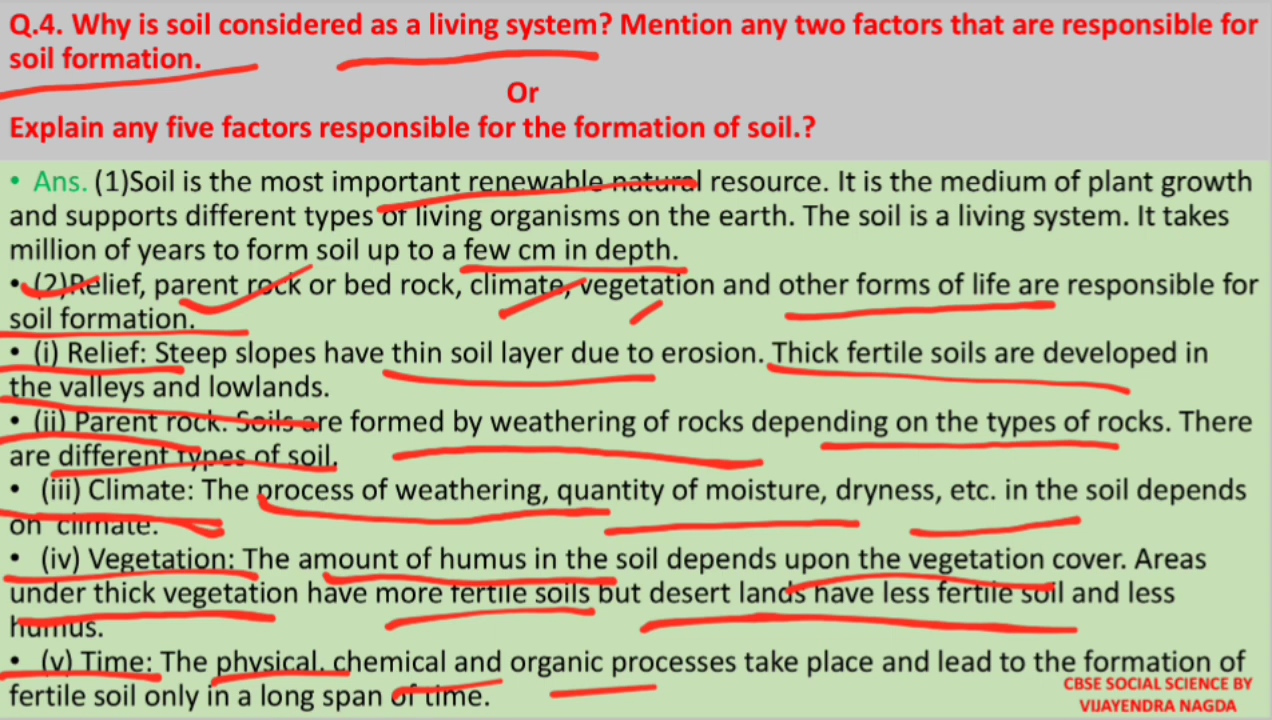 Q.4. Why is soil considered as a living system? Mention any two factors that are responsible for
soil formation.
Or
Explain any five factors responsible for the formation of soil.?
• Ans. (1)Soil is the most important renewable natural resource. It is the medium of plant growth
and supports different types of living organisms on the earth. The soil is a living system. It takes
million of years to form soil up to a few cm in depth.
• (2)Relief, parent rock or bed rock, climate, vegetation and other forms of life are responsible for
soil formation.
• (i) Relief: Steep slopes have thin soil layer due to erosion. Thick fertile soils are developed in
the valleys and lowlands.
• (ii) Parent rock. Soils are formed by weathering of rocks depending on the types of rocks. There
are different types of soil.
• (iii) Climate: The process of weathering, quantity of moisture, dryness, etc. in the soil depends
on climate.
• (iv) Vegetation: The amount of humus in the soil depends upon the vegetation cover. Areas
under thick vegetation have more fertile soils but desert lands have less fertile soil and less
humus.
• (v) Time: The physical, chemical and organic processes take place and lead to the formation of
fertile soil only in a long span of time.
CBSE SOCIAL SCIENCE BY
VIJAYENDRA NAGDA